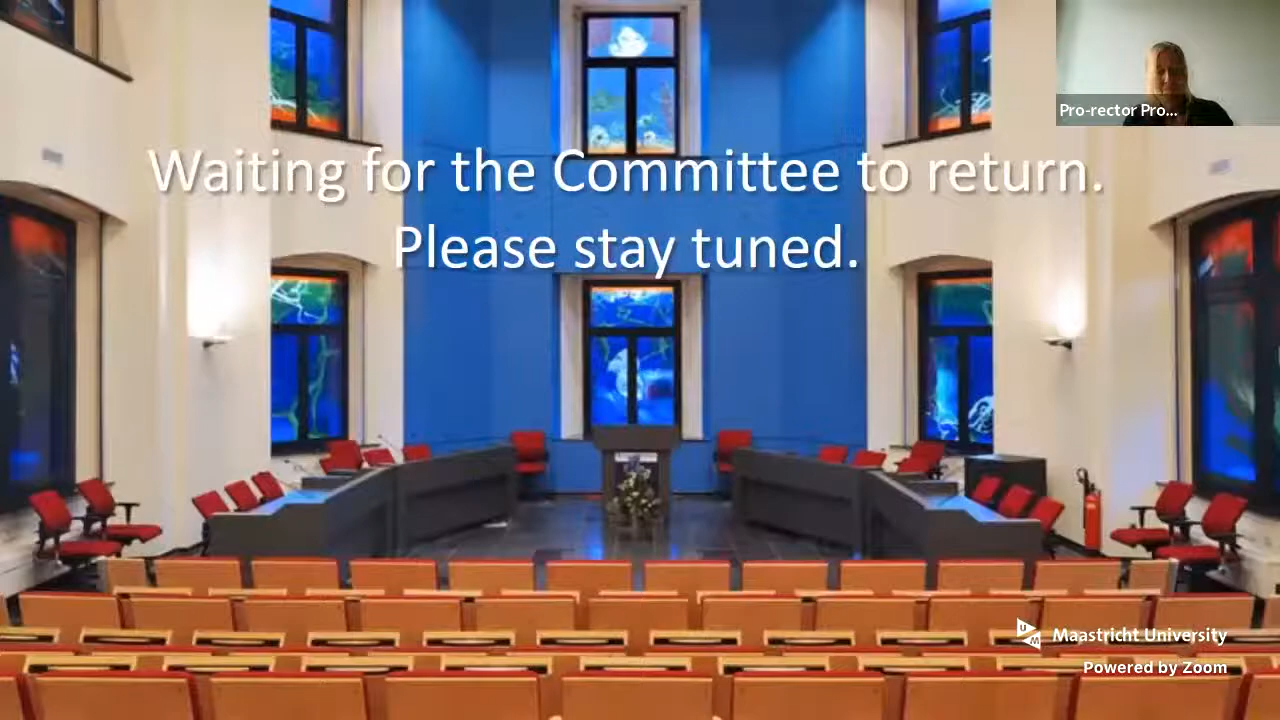 Pro-rector Pro...
Waiting for the Committee to return.
Please stay tuned.
Maastricht University
Powered by Zoom